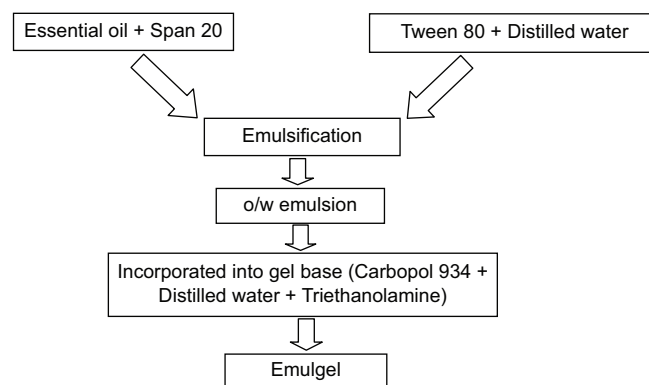 Essential oil + Span 20
Tween 80 + Distilled water
Emulsification
o/w emulsion
Incorporated into gel base (Carbopol 934 +
Distilled water + Triethanolamine)
Emulgel